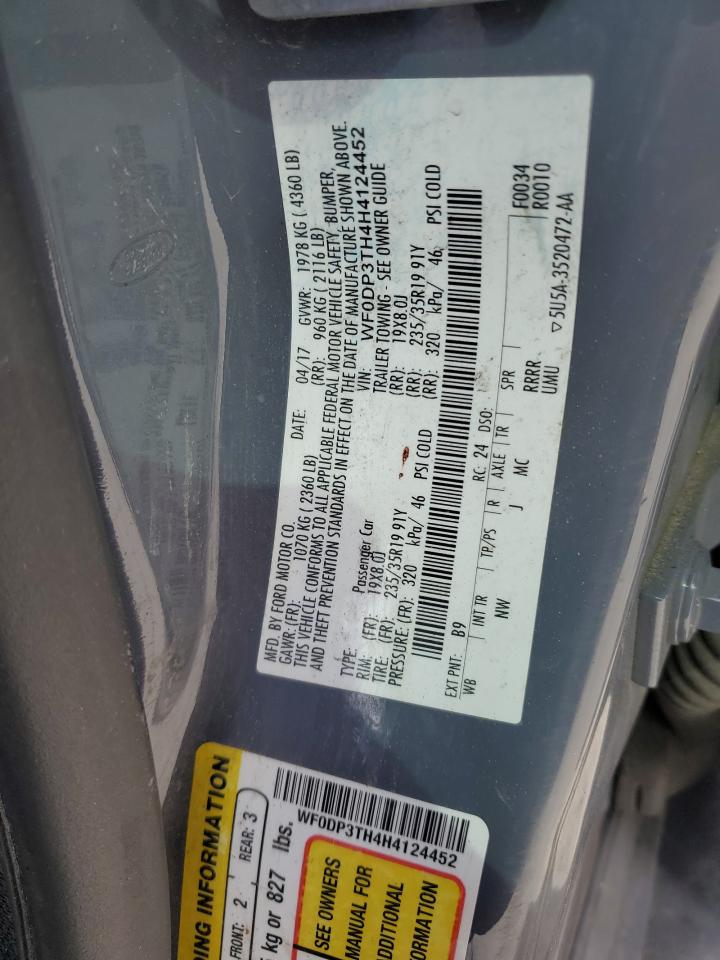 MFD. BY FORD MOTOR CO.
DATE: 04/17 GVWR: 1978 KG ( 4360 LB)
GAWR: (FR): 1070 KG ( 2360 LB) (RR): 960 KG ( 2116 LB)
THIS VEHICLE CONFORMS TO ALL APPLICABLE FEDERAL MOTOR VEHICLE SAFETY, BUMPER,
AND THEFT PREVENTION STANDARDS IN EFFECT ON THE DATE OF MANUFACTURE SHOWN ABOVE.
VIN: WF0DP3TH4H4124452
TYPE: Passenger Car TRAILER TOWING - SEE OWNER GUIDE
RIM: (FR): 19X8.0J (RR): 19X8.0J
TIRE: (FR): 235/35R19 91Y (RR): 235/35R19 91Y
PRESSURE: (FR): 320 kPa/ 46 PSI COLD (RR): 320 kPa/ 46 PSI COLD
EXT PNT: B9 RC: 24 DSO: F0034
WB INT TR TP/PS R AXLE TR SPR R0010
NW J MC RRRR
UMU
▽5U5A-3520472-AA
DING INFORMATION
FRONT: 2 REAR: 3
kg or 827 lbs.
WF0DP3TH4H4124452
SEE OWNERS
MANUAL FOR
ADDITIONAL
FORMATION